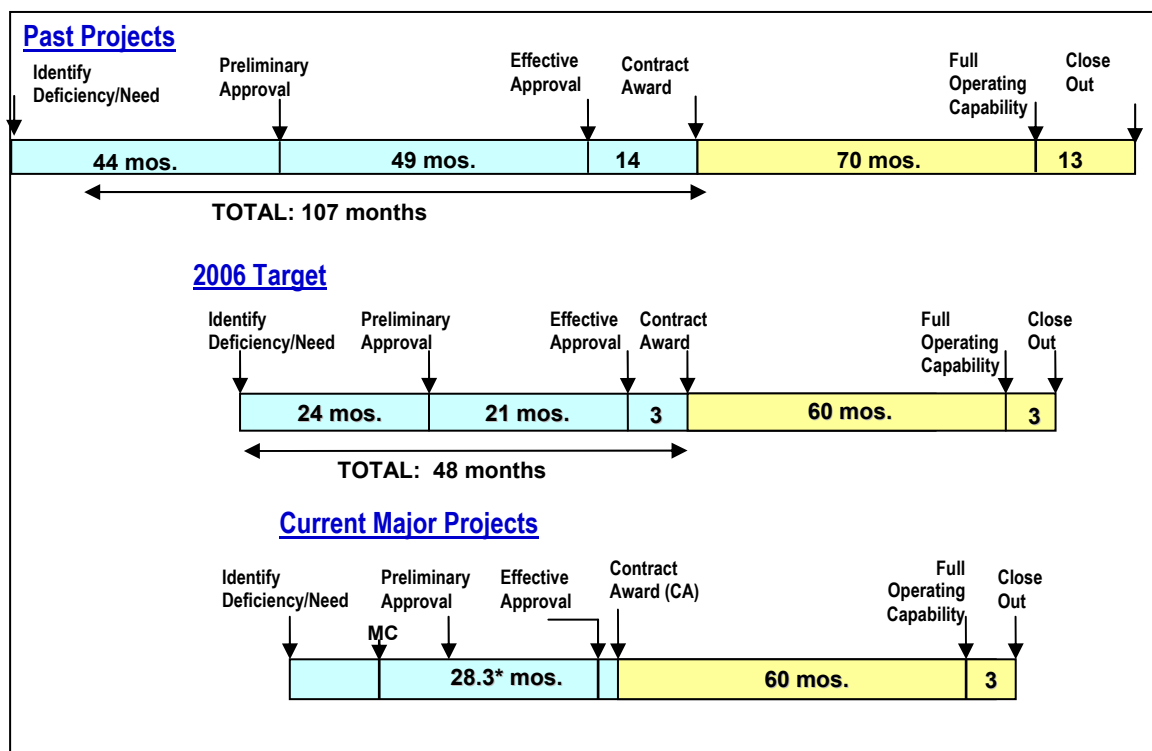 Past Projects
Identify
Deficiency/Need
Preliminary
Approval
Effective
Approval
Contract
Award
Full
Operating
Capability
Close
Out
44 mos.
49 mos.
14
70 mos.
13
TOTAL: 107 months
2006 Target
Identify
Deficiency/Need
Preliminary
Approval
Effective
Approval
Contract
Award
Full
Operating
Capability
Close
Out
24 mos.
21 mos.
3
60 mos.
3
TOTAL: 48 months
Current Major Projects
Identify
Deficiency/Need
MC
Preliminary
Approval
Effective
Approval
Contract
Award (CA)
Full
Operating
Capability
Close
Out
28.3* mos.
60 mos.
3